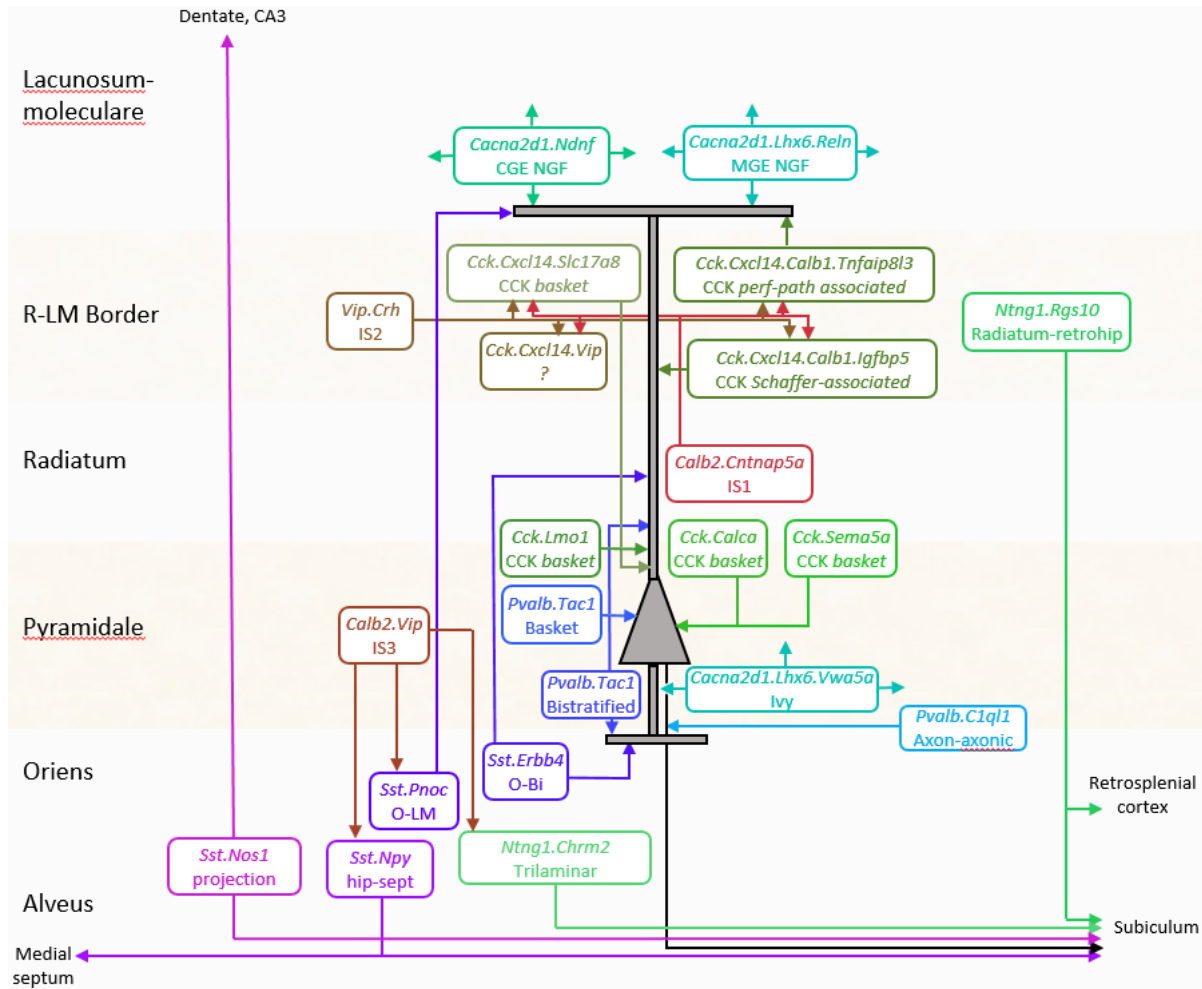 Dentate, CA3
Lacunosum-
moleculare
Cacna2d1.Ndnf
CGE NGF
Cacna2d1.Lhx6.Reln
MGE NGF
R-LM Border
Cck.Cxcl14.Slc17a8
CCK basket
Cck.Cxcl14.Calb1.Tnfaip8l3
CCK perf-path associated
Vip.Crh
IS2
Ntng1.Rgs10
Radiatum-retrohip
Cck.Cxcl14.Vip
?
Cck.Cxcl14.Calb1.Igfbp5
CCK Schaffer-associated
Radiatum
Calb2.Cntnap5a
IS1
Cck.Lmo1
CCK basket
Cck.Calca
CCK basket
Cck.Sema5a
CCK basket
Pyramidale
Pvalb.Tac1
Basket
Calb2.Vip
IS3
Pvalb.Tac1
Bistratified
Cacna2d1.Lhx6.Vwa5a
Ivy
Pvalb.C1ql1
Axon-axonic
Oriens
Sst.Erbb4
O-Bi
Sst.Pnoc
O-LM
Retrosplenial
cortex
Sst.Nos1
projection
Sst.Npy
hip-sept
Ntng1.Chrm2
Trilaminar
Alveus
Subiculum
Medial
septum